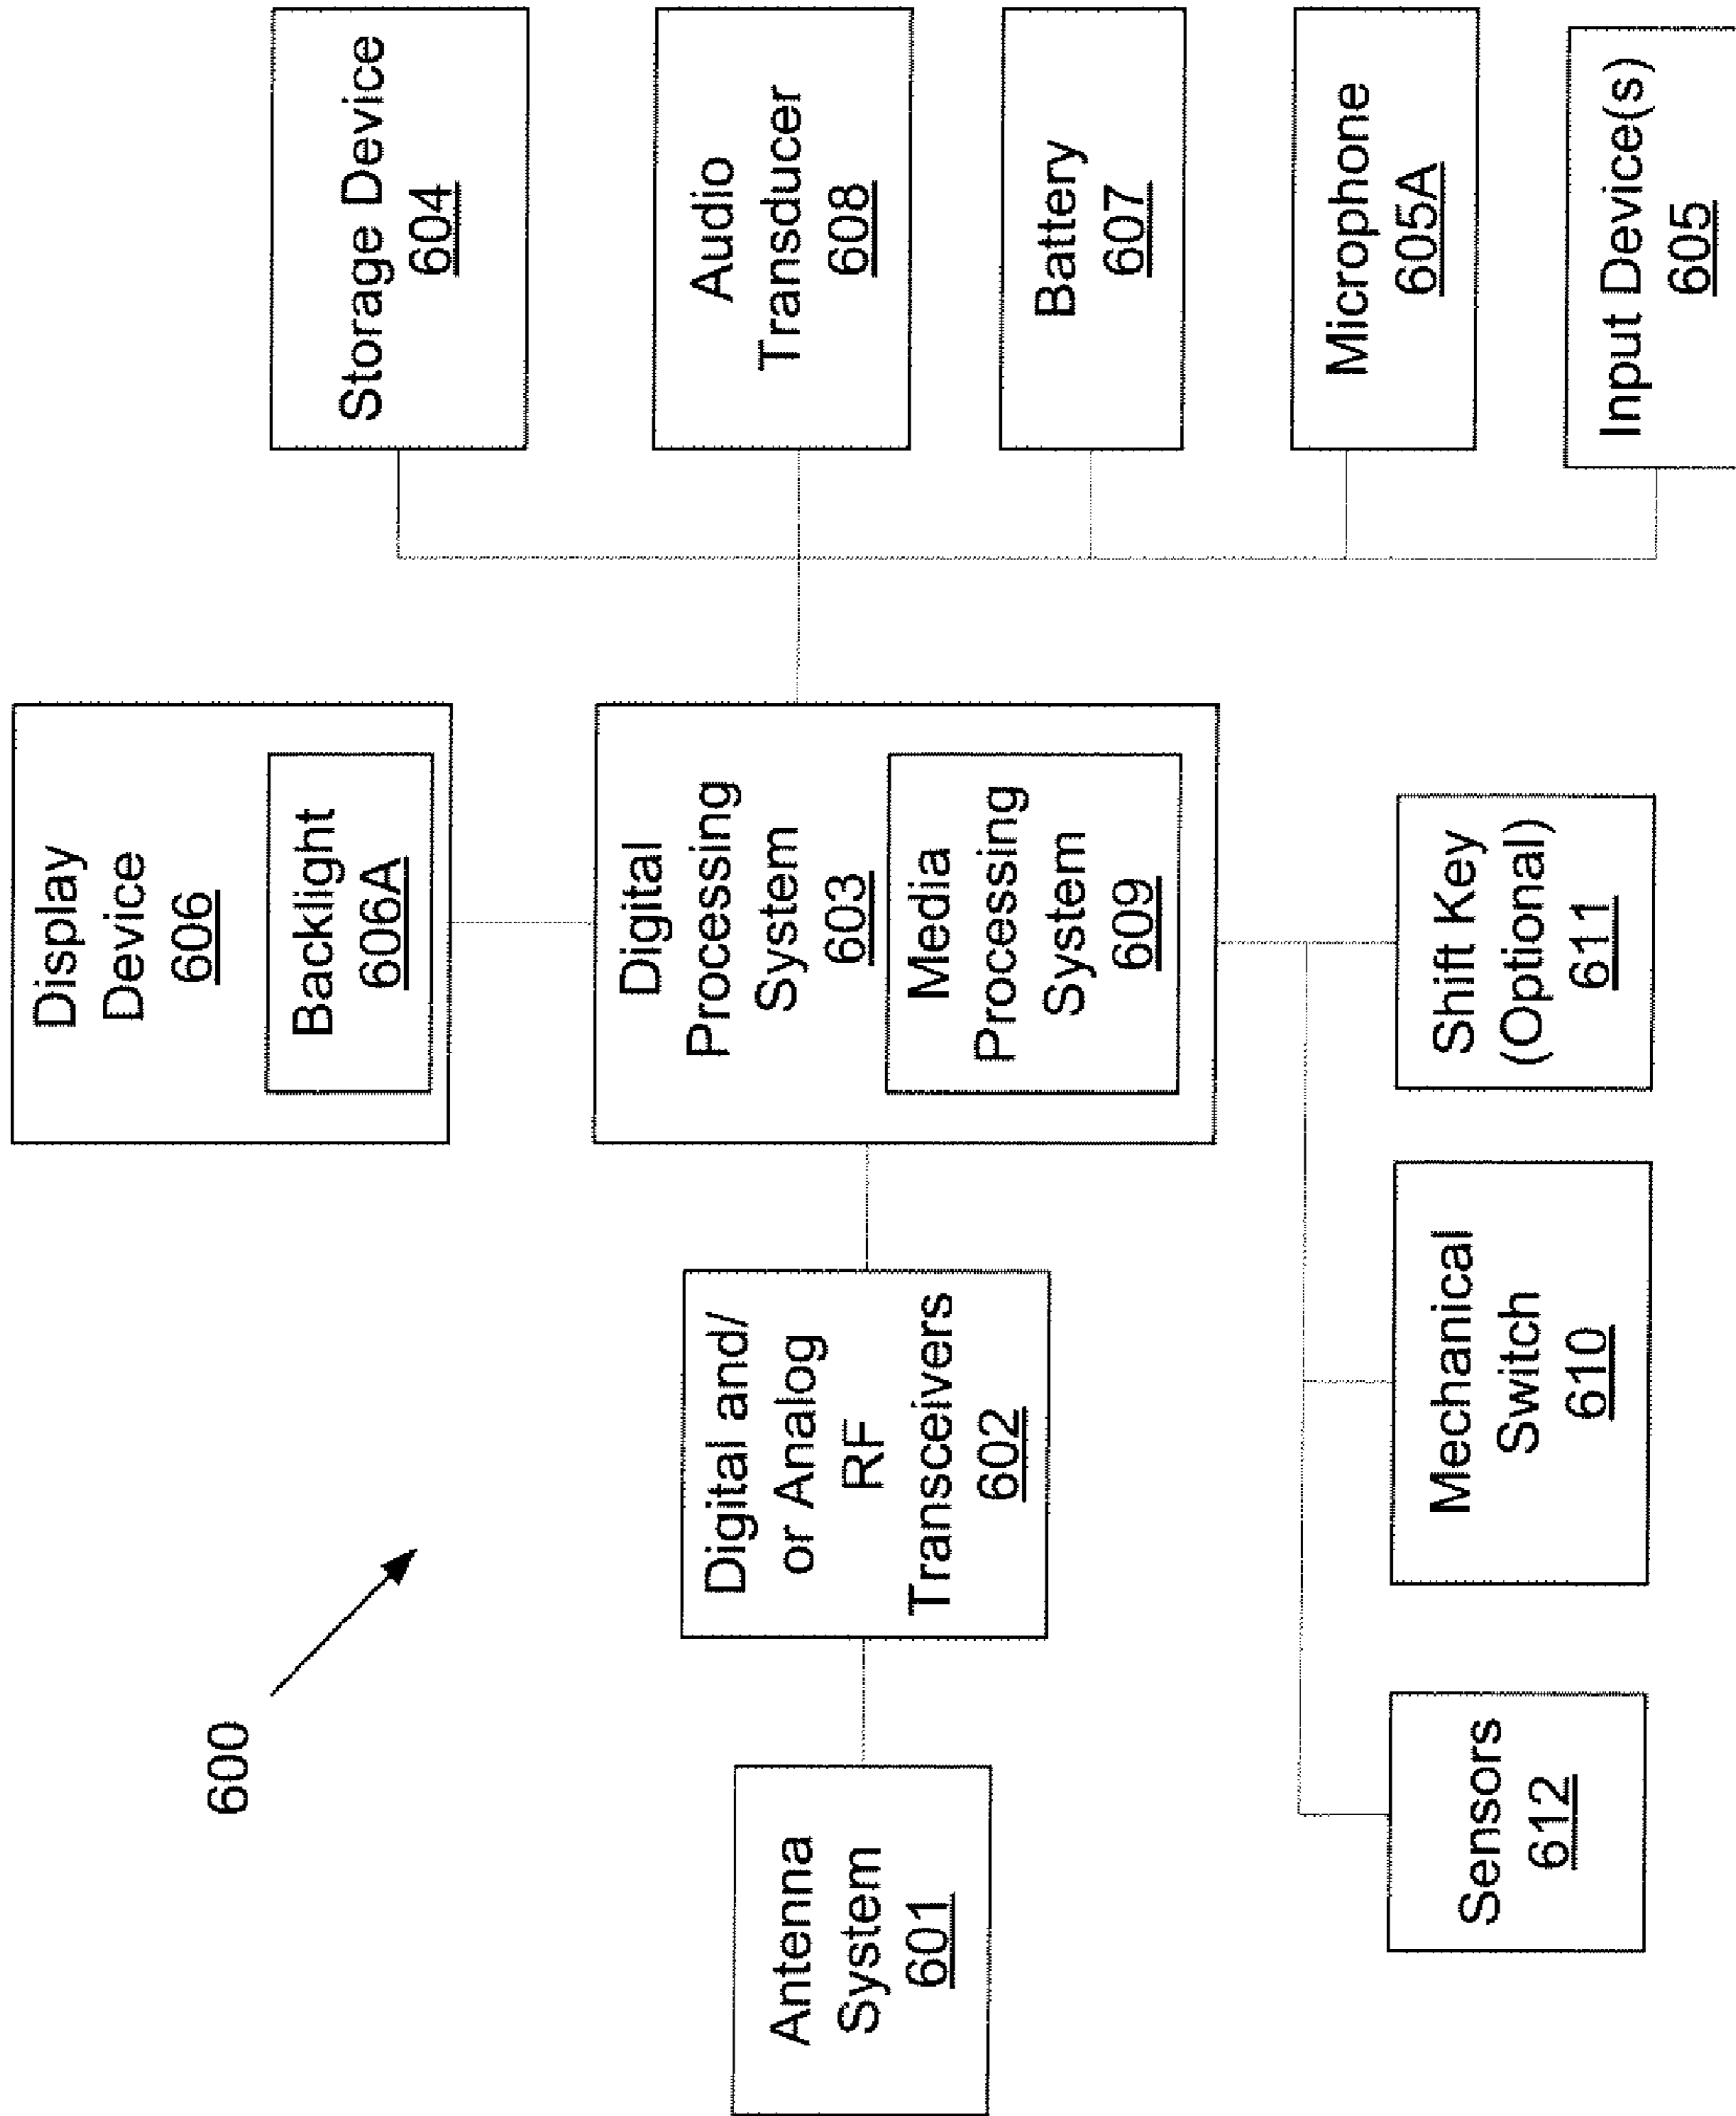 600
Display
Device
606
Backlight
606A
Storage Device
604
Antenna
System
601
Digital and/
or Analog
RF
Transceivers
602
Digital
Processing
System
603
Media
Processing
System
609
Audio
Transducer
608
Battery
607
Microphone
605A
Input Device(s)
605
Sensors
612
Mechanical
Switch
610
Shift Key
(Optional)
611